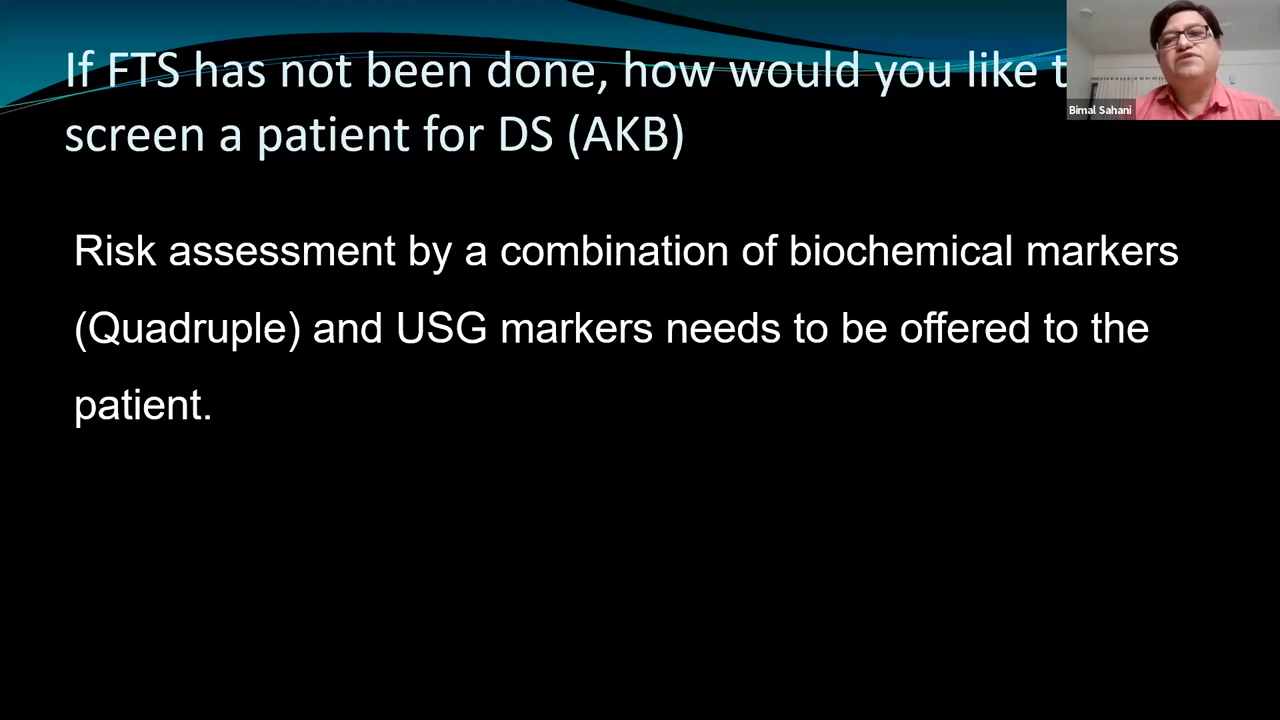 If FTS has not been done, how would you like
screen a patient for DS (AKB)
Bimal Sahani
Risk assessment by a combination of biochemical markers
(Quadruple) and USG markers needs to be offered to the
patient.